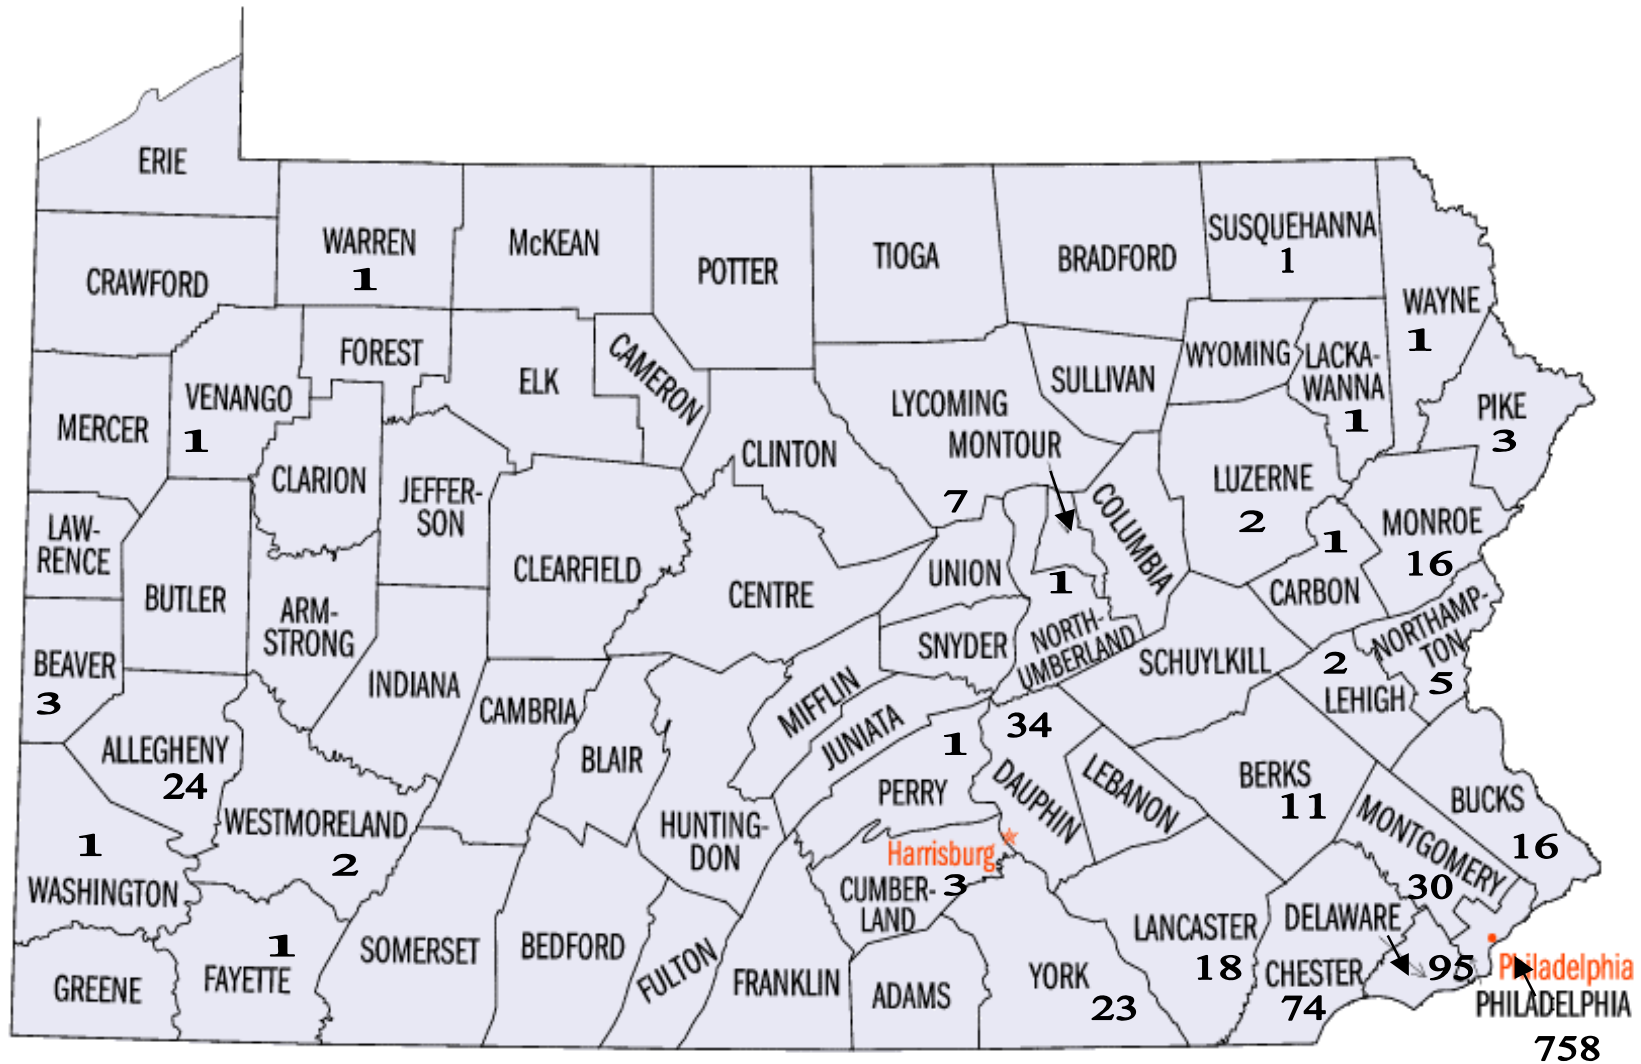 ERIE
WARREN
1
McKEAN
POTTER
TIOGA
BRADFORD
SUSQUEHANNA
1
CRAWFORD
WAYNE
1
FOREST
ELK
CAMERON
VENANGO
1
WYOMING
LACKA-
WANNA
1
SULLIVAN
LYCOMING
7
MONTOUR
PIKE
3
MERCER
CLARION
JEFFER-
SON
CLINTON
COLUMBIA
LUZERNE
2
MONROE
16
LAW-
RENCE
BUTLER
ARM-
STRONG
CLEARFIELD
CENTRE
UNION
1
1
CARBON
NORTHAMP-
TON
5
BEAVER
3
INDIANA
SNYDER
NORTH-
UMBERLAND
SCHUYLKILL
2
LEHIGH
CAMBRIA
MIFFLIN
JUNIATA
34
DAUPHIN
ALLEGHENY
24
BLAIR
1
PERRY
LEBANON
BERKS
11
BUCKS
16
WESTMORELAND
2
HUNTING-
DON
Harrisburg
MONTGOMERY
30
1
WASHINGTON
CUMBER-
LAND
3
LANCASTER
18
DELAWARE
95
Philadelphia
PHILADELPHIA
758
GREENE
1
FAYETTE
SOMERSET
BEDFORD
FULTON
FRANKLIN
ADAMS
YORK
23
CHESTER
74